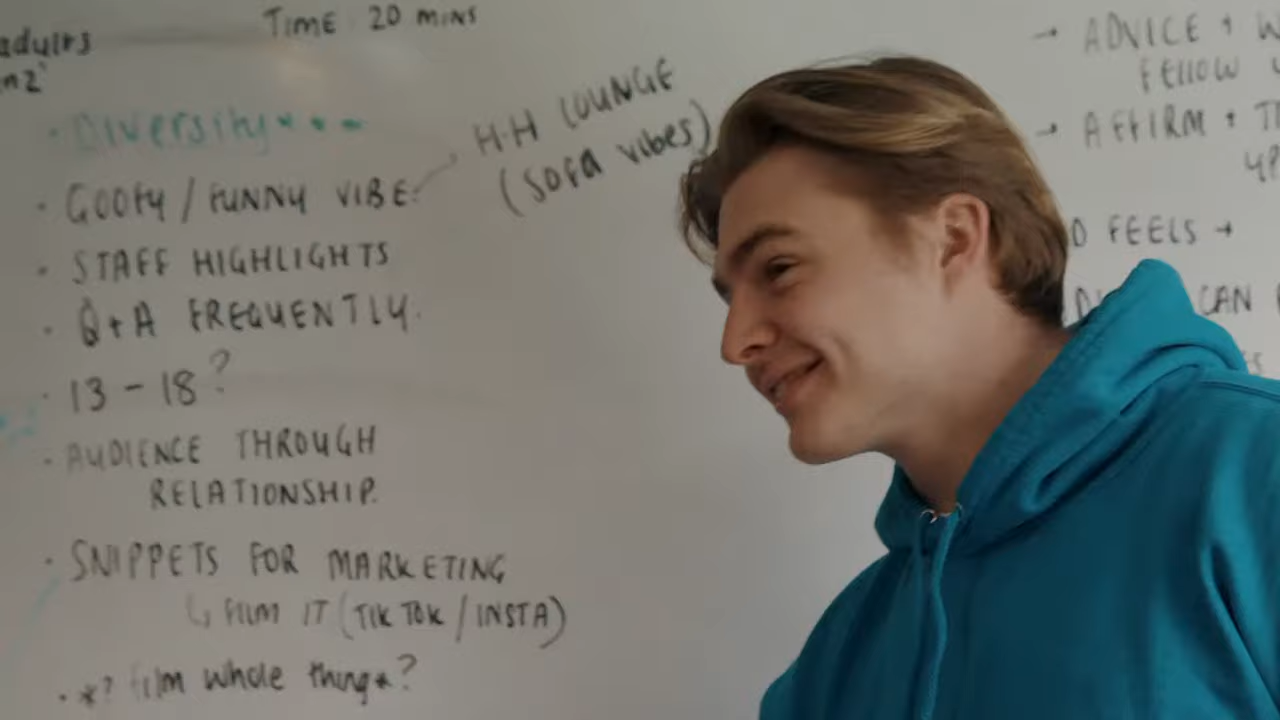 adults
TIME: 20 MINS
• Diversity • • •
• GOOFY / FUNNY VIBE
H.H LOUNGE
(SOFA VIBES)
• STAFF HIGHLIGHTS
• Q+A FREQUENTLY.
• 13 - 18?
• AUDIENCE THROUGH
RELATIONSHIP.
• SNIPPETS FOR MARKETING
↳ FILM IT (TIK TOK / INSTA)
• *? film whole thing*?
→ ADVICE +
FELLOW
→ AFFIRM +
FEELS →
CAN